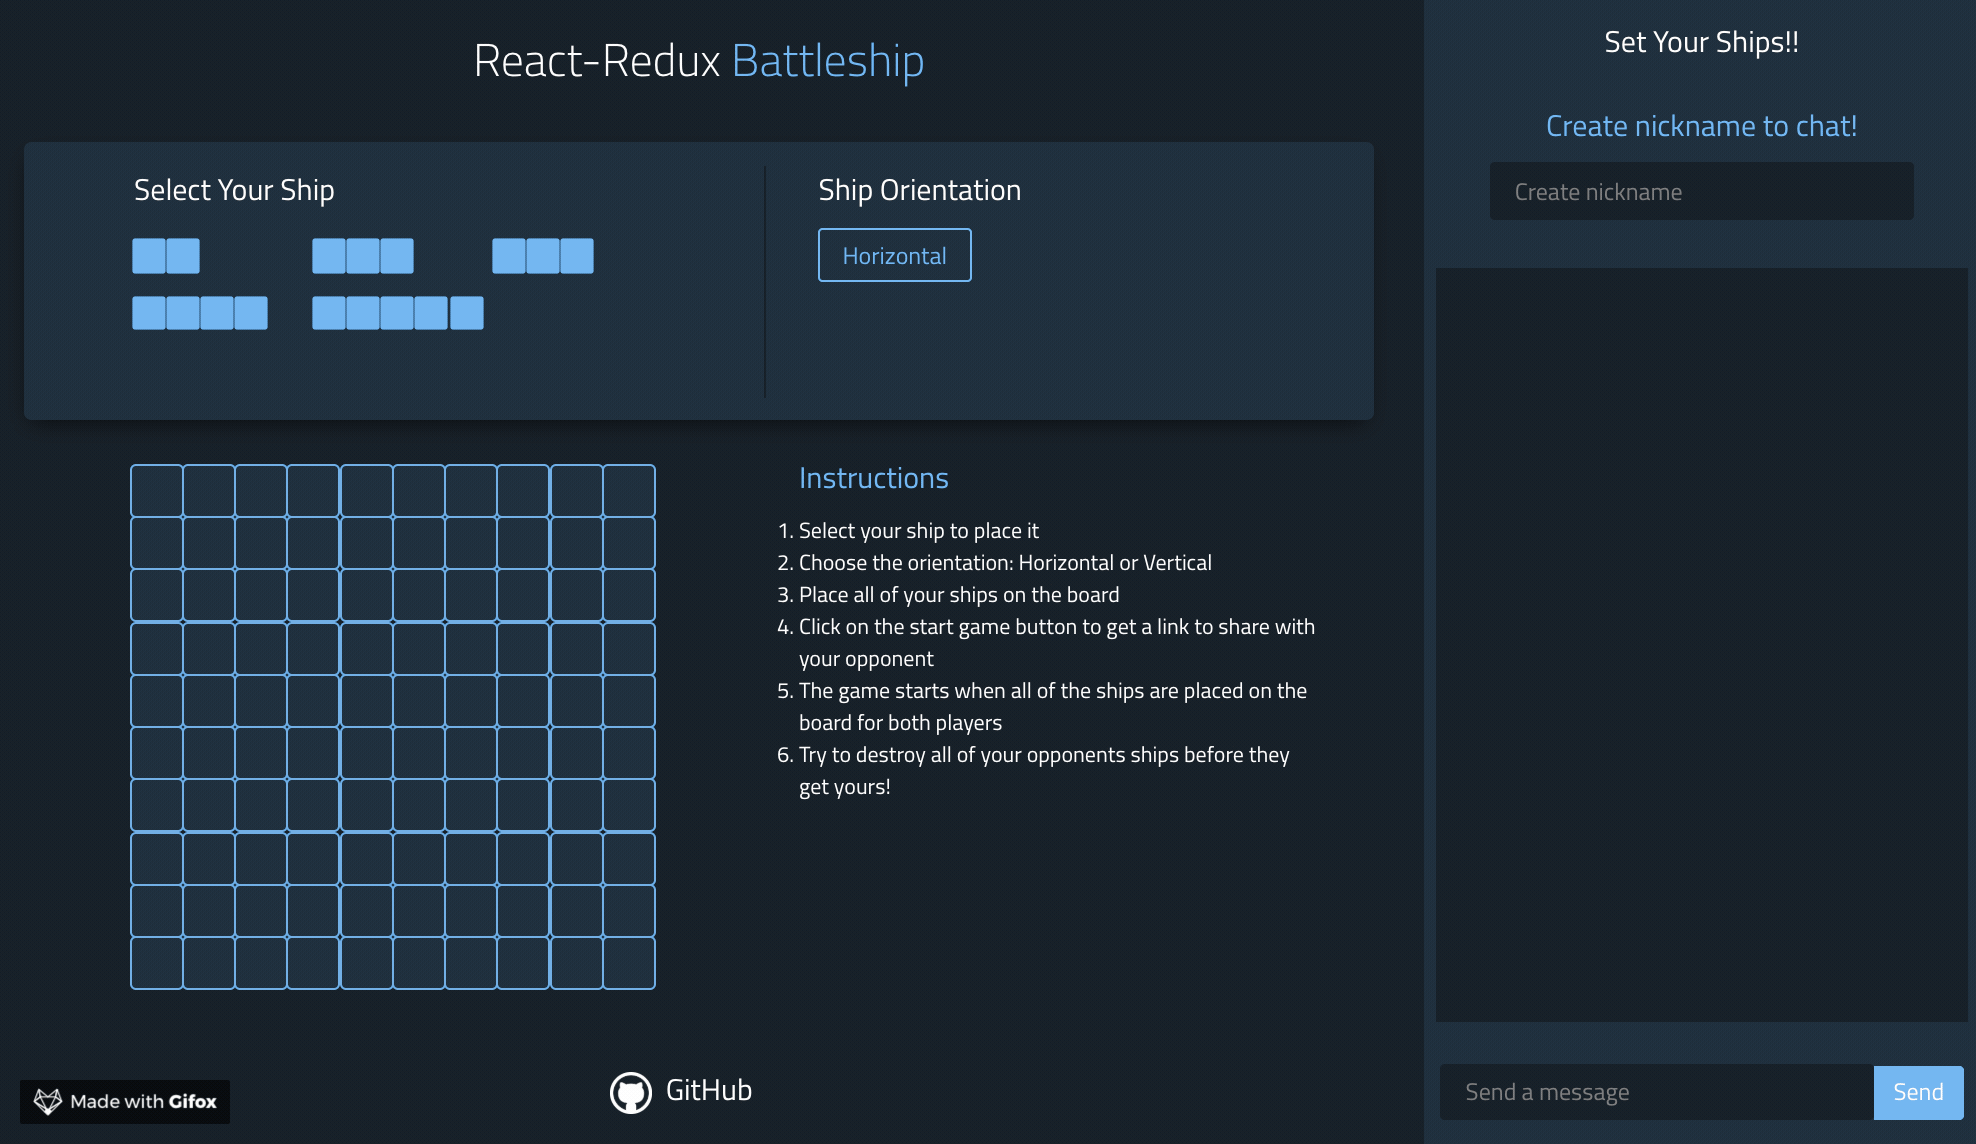 React-Redux Battleship
Select Your Ship
Ship Orientation
Horizontal
Instructions
1. Select your ship to place it
2. Choose the orientation: Horizontal or Vertical
3. Place all of your ships on the board
4. Click on the start game button to get a link to share with
your opponent
5. The game starts when all of the ships are placed on the
board for both players
6. Try to destroy all of your opponents ships before they
get yours!
Made with Gifox
GitHub
Set Your Ships!!
Create nickname to chat!
Create nickname
Send a message
Send